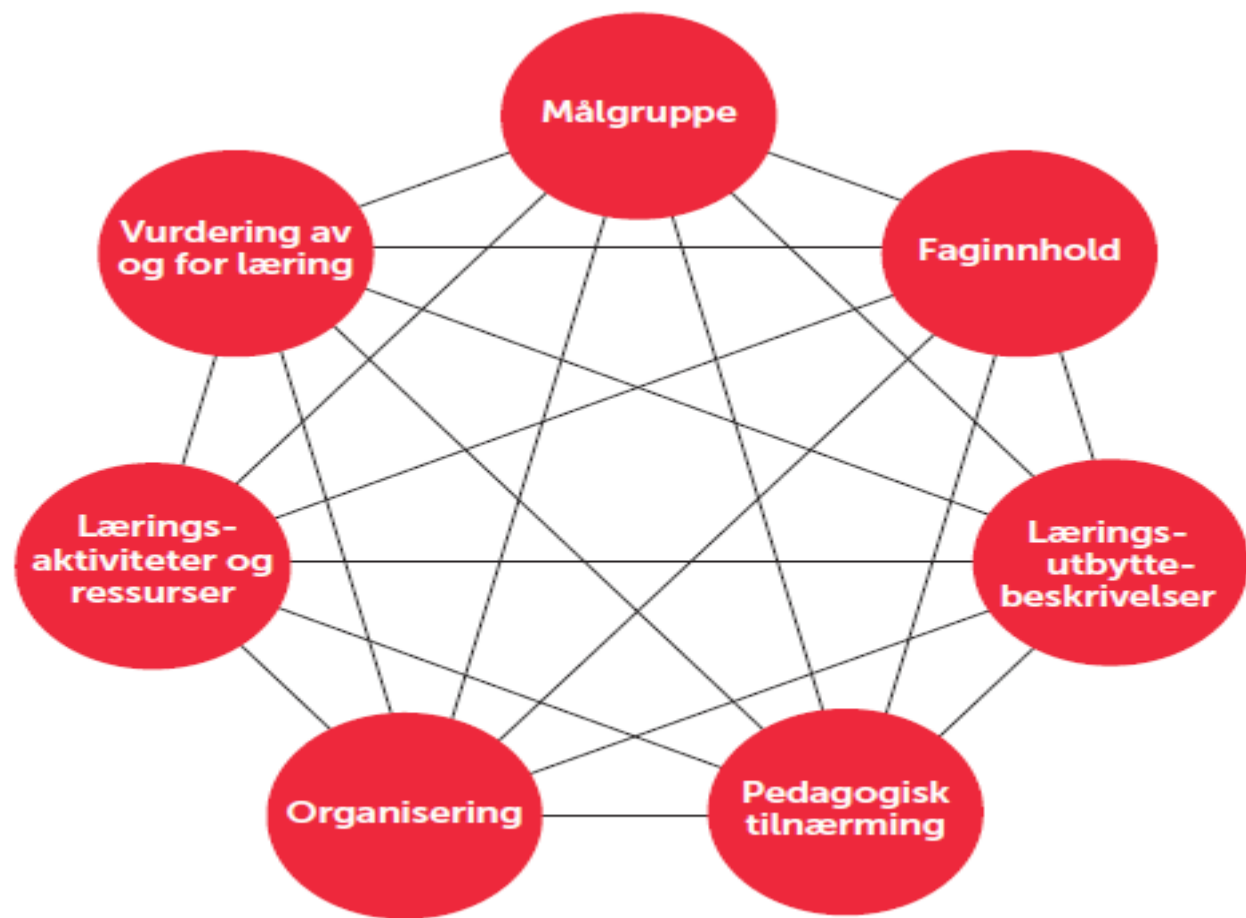 Målgruppe
Vurdering av
og for læring
Faginnhold
Lærings-
aktiviteter og
ressurser
Lærings-
utbytte-
beskrivelser
Organisering
Pedagogisk
tilnærming